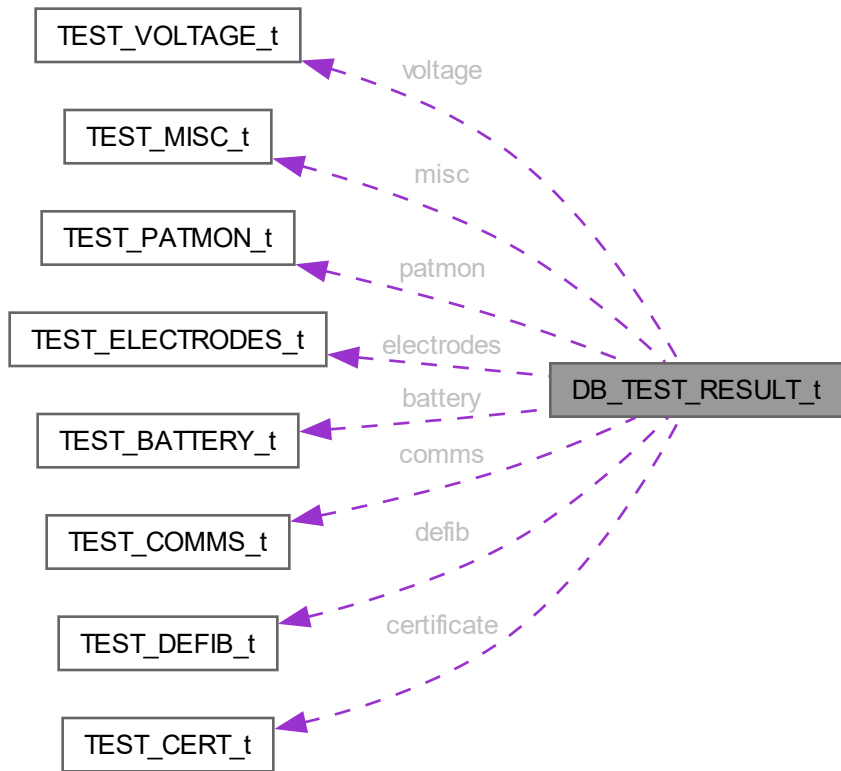 TEST_VOLTAGE_t
voltage
TEST_MISC_t
misc
TEST_PATMON_t
patmon
TEST_ELECTRODES_t
electrodes
DB_TEST_RESULT_t
TEST_BATTERY_t
battery
TEST_COMMS_t
comms
TEST_DEFIB_t
defib
TEST_CERT_t
certificate